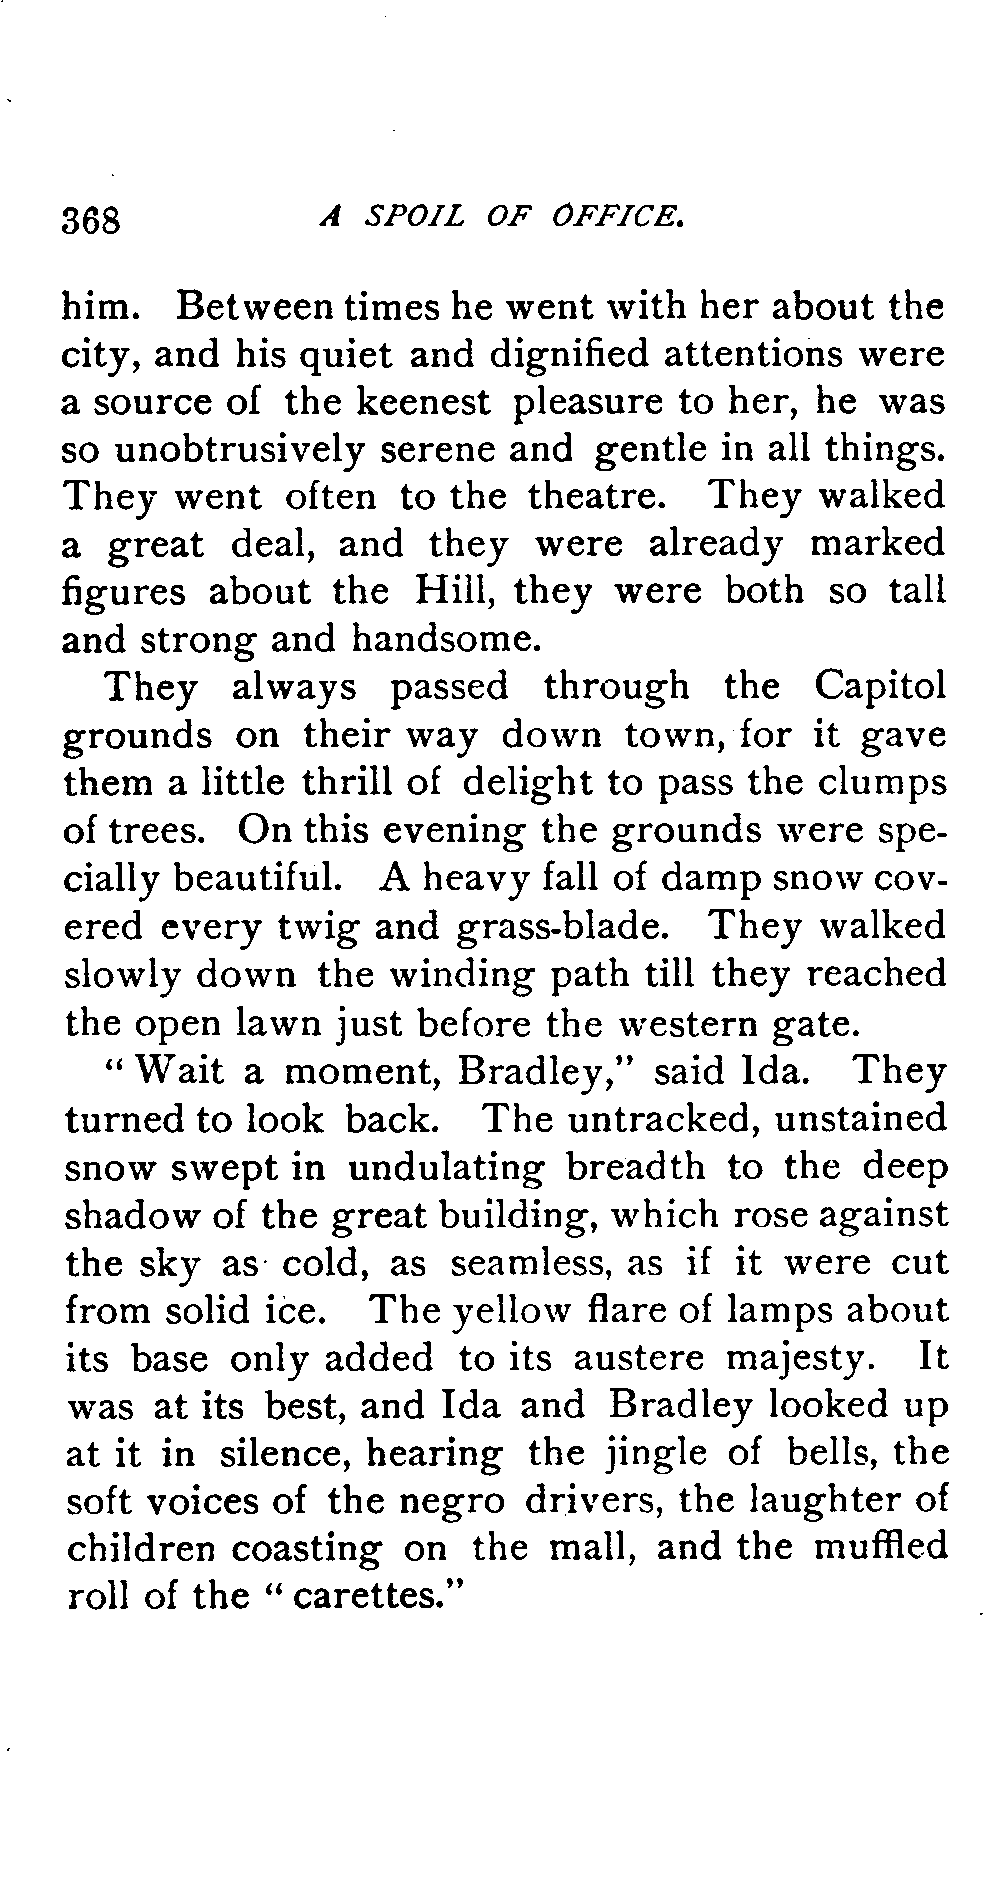 368 A SPOIL OF OFFICE.
him. Between times he went with her about the
city, and his quiet and dignified attentions were
a source of the keenest pleasure to her, he was
so unobtrusively serene and gentle in all things.
They went often to the theatre. They walked
a great deal, and they were already marked
figures about the Hill, they were both so tall
and strong and handsome.
They always passed through the Capitol
grounds on their way down town, for it gave
them a little thrill of delight to pass the clumps
of trees. On this evening the grounds were spe-
cially beautiful. A heavy fall of damp snow cov-
ered every twig and grass-blade. They walked
slowly down the winding path till they reached
the open lawn just before the western gate.
“Wait a moment, Bradley,” said Ida. They
turned to look back. The untracked, unstained
snow swept in undulating breadth to the deep
shadow of the great building, which rose against
the sky as cold, as seamless, as if it were cut
from solid ice. The yellow flare of lamps about
its base only added to its austere majesty. It
was at its best, and Ida and Bradley looked up
at it in silence, hearing the jingle of bells, the
soft voices of the negro drivers, the laughter of
children coasting on the mall, and the muffled
roll of the “carettes.”